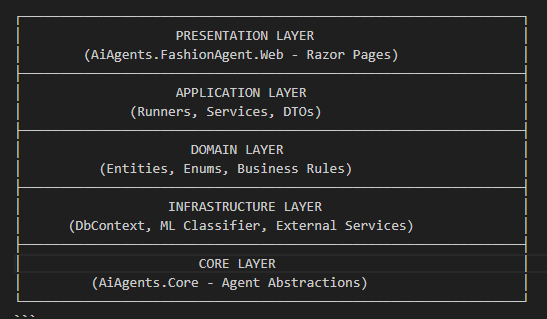 PRESENTATION LAYER
(AiAgents.FashionAgent.Web - Razor Pages)
APPLICATION LAYER
(Runners, Services, DTOs)
DOMAIN LAYER
(Entities, Enums, Business Rules)
INFRASTRUCTURE LAYER
(DbContext, ML Classifier, External Services)
CORE LAYER
(AiAgents.Core - Agent Abstractions)
```